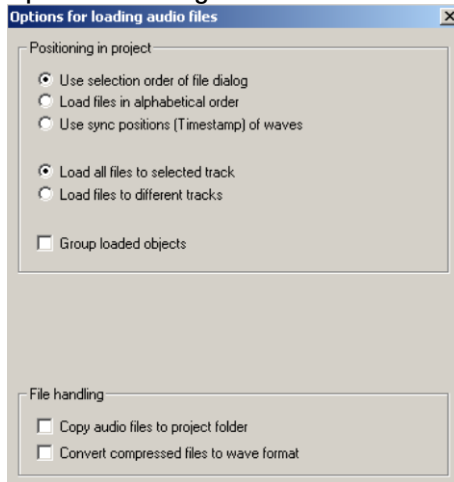 Options for loading audio files
Positioning in project
Use selection order of file dialog
Load files in alphabetical order
Use sync positions (Timestamp) of waves
Load all files to selected track
Load files to different tracks
Group loaded objects
File handling
Copy audio files to project folder
Convert compressed files to wave format